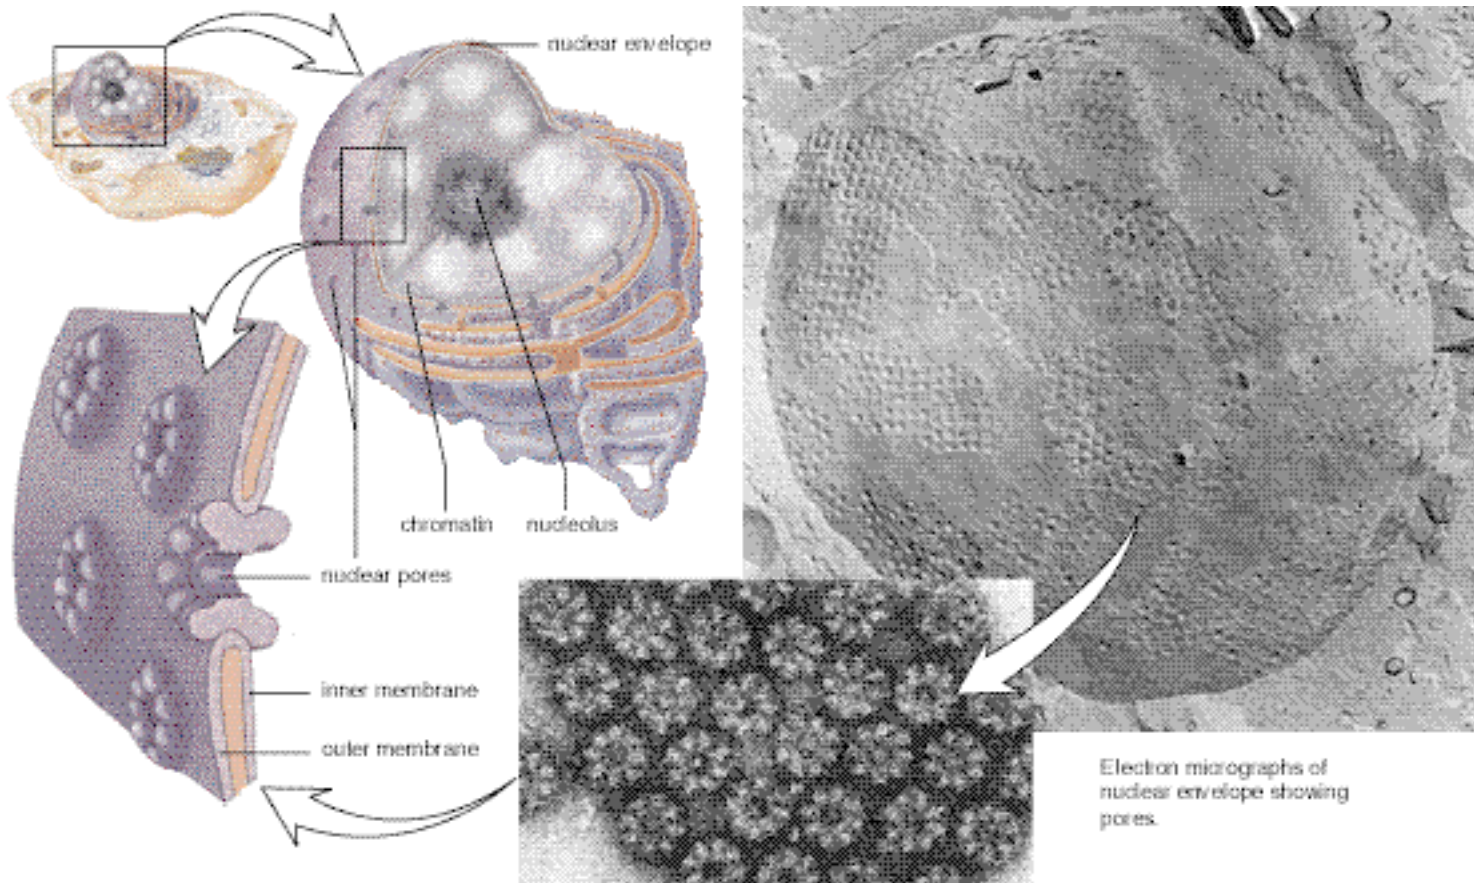 nuclear envelope
chromatin
nucleolus
nuclear pores
inner membrane
outer membrane
Electron micrographs of
nuclear envelope showing
pores.